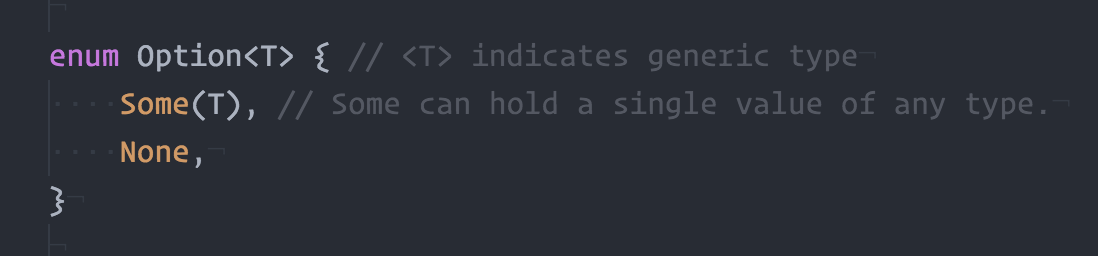 enum Option<T> { // <T> indicates generic type
    Some(T), // Some can hold a single value of any type.
    None,
}